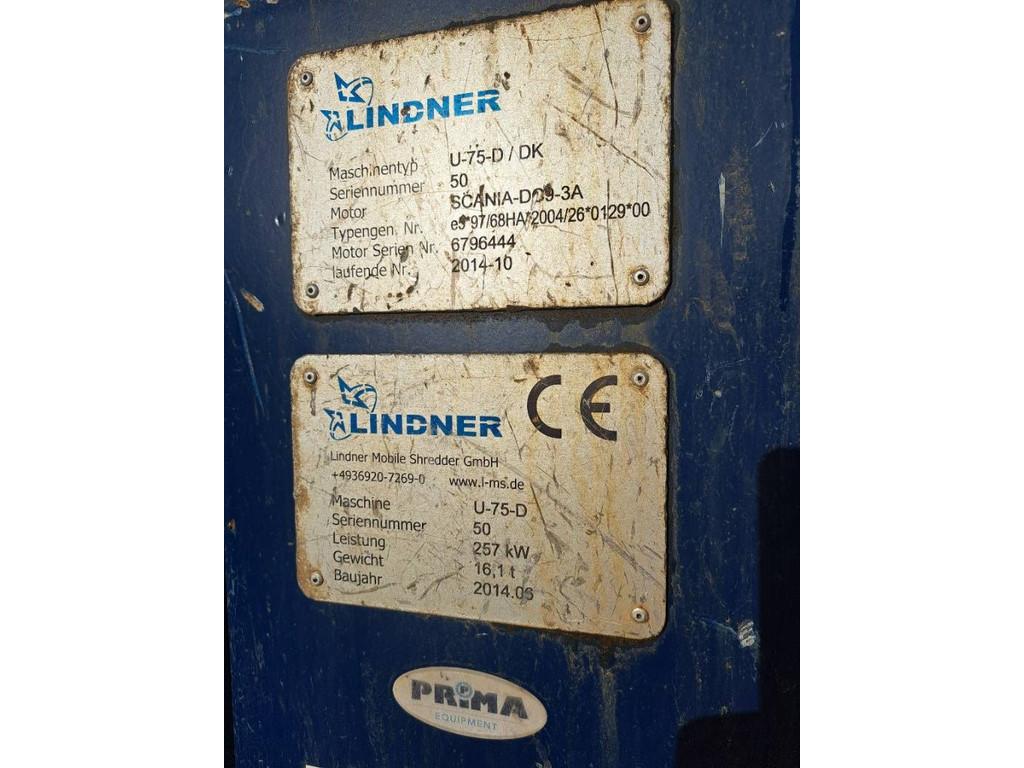 LINDNER
Maschinentyp U-75-D / DK
Seriennummer 50
Motor SCANIA-DC9-3A
Typengen. Nr. e3*97/68HA*2004/26*0129*00
Motor Serien Nr. 6796444
laufende Nr. 2014-10
LINDNER CE
Lindner Mobile Shredder GmbH
+4936920-7269-0 www.l-ms.de
Maschine U-75-D
Seriennummer 50
Leistung 257 kW
Gewicht 16,1 t
Baujahr 2014.06
P
PRiMA
EQUIPMENT